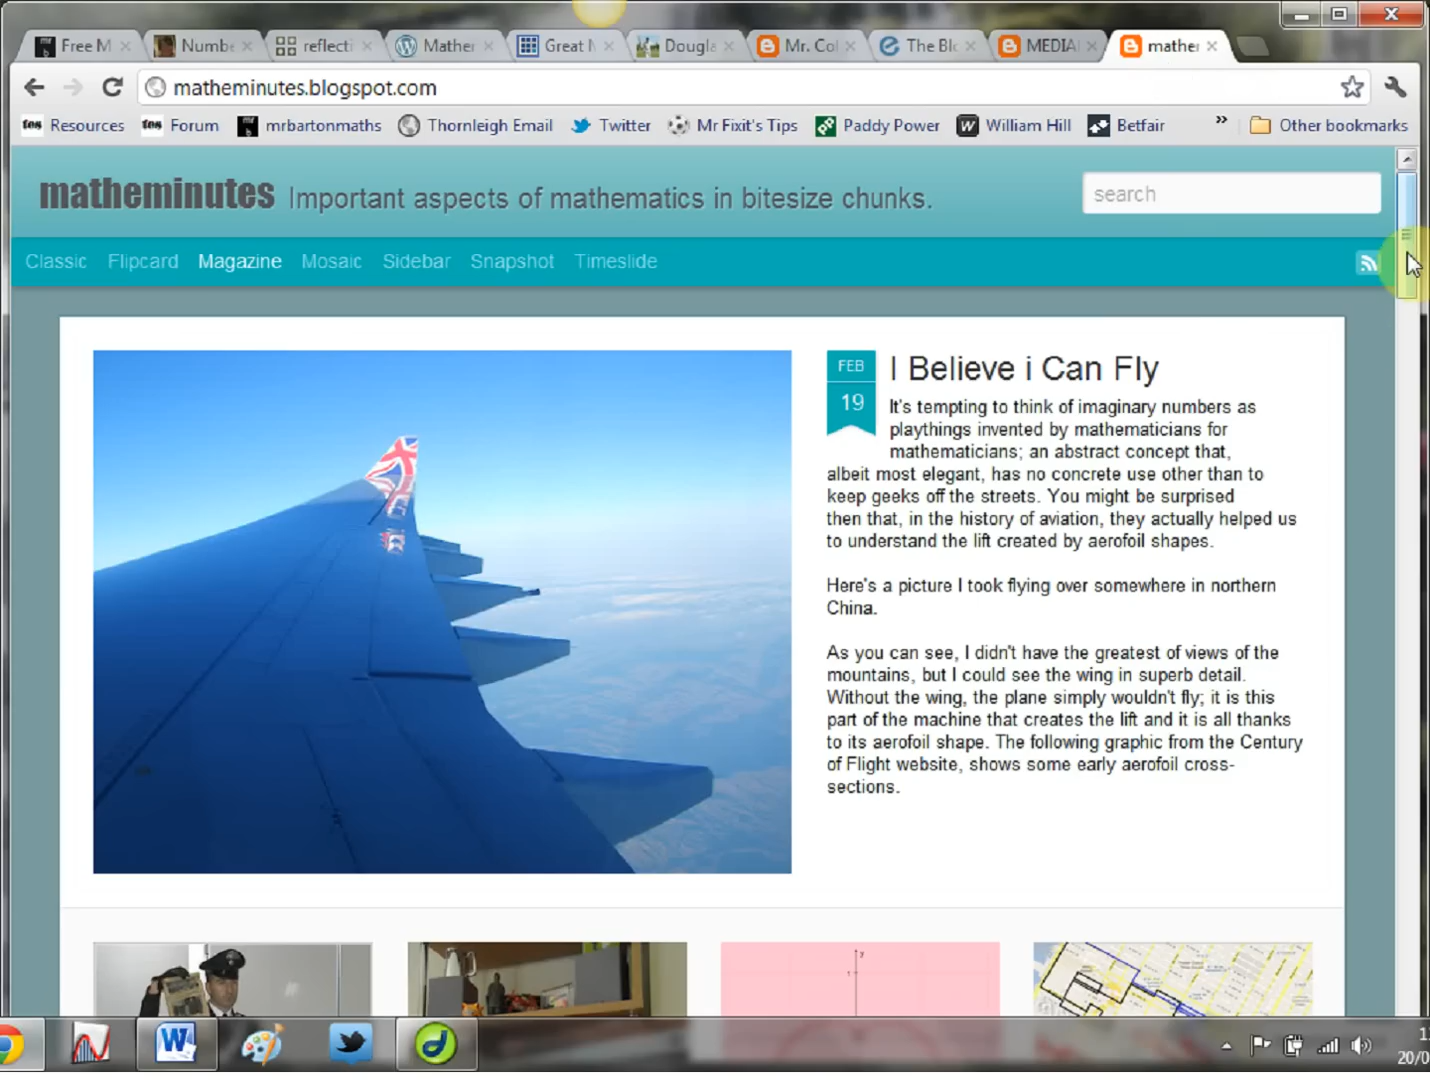 Free M
Numbe
reflecti
Mather
Great N
Dougla
Mr. Col
The Blo
MEDIA
mather
matheminutes.blogspot.com
tes Resources
tes Forum
mrbartonmaths
Thornleigh Email
Twitter
Mr Fixit's Tips
Paddy Power
W William Hill
Betfair
»
Other bookmarks
matheminutes Important aspects of mathematics in bitesize chunks.
search
Classic Flipcard Magazine Mosaic Sidebar Snapshot Timeslide
FEB
19
I Believe i Can Fly
It's tempting to think of imaginary numbers as
playthings invented by mathematicians for
mathematicians; an abstract concept that,
albeit most elegant, has no concrete use other than to
keep geeks off the streets. You might be surprised
then that, in the history of aviation, they actually helped us
to understand the lift created by aerofoil shapes.
Here's a picture I took flying over somewhere in northern
China.
As you can see, I didn't have the greatest of views of the
mountains, but I could see the wing in superb detail.
Without the wing, the plane simply wouldn't fly; it is this
part of the machine that creates the lift and it is all thanks
to its aerofoil shape. The following graphic from the Century
of Flight website, shows some early aerofoil cross-
sections.
y
1
W
20/0